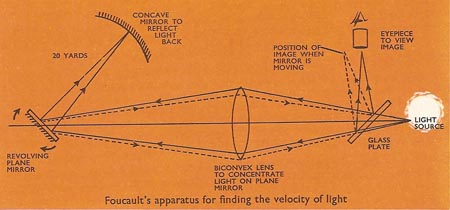 CONCAVE
MIRROR TO
REFLECT
LIGHT
BACK
20 YARDS
EYEPIECE
TO VIEW
IMAGE
POSITION OF
IMAGE WHEN
MIRROR IS
MOVING
LIGHT
SOURCE
GLASS
PLATE
REVOLVING
PLANE
MIRROR
BICONVEX LENS
TO CONCENTRATE
LIGHT ON PLANE
MIRROR
Foucault's apparatus for finding the velocity of light